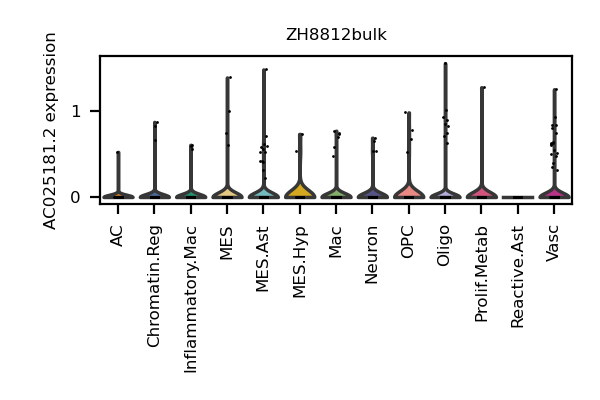 ZH8812bulk
AC025181.2 expression
1
0
AC
Chromatin.Reg
Inflammatory.Mac
MES
MES.Ast
MES.Hyp
Mac
Neuron
OPC
Oligo
Prolif.Metab
Reactive.Ast
Vasc